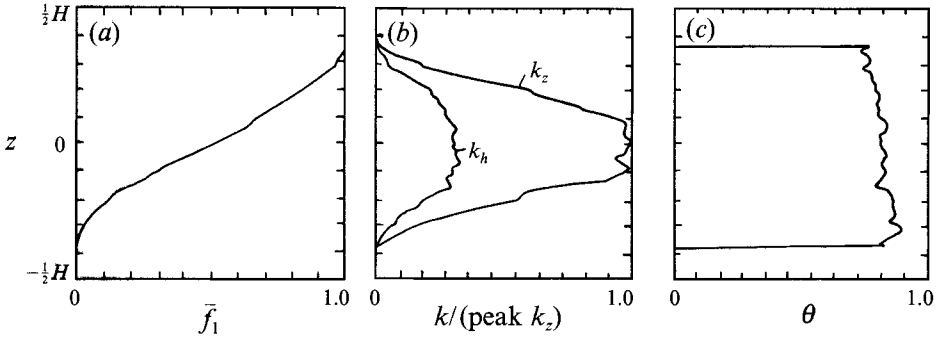 ½H
(a)
(b)
(c)
k_z
z
0
k_h
-½H
0
1.0
0
1.0
0
1.0
f̄₁
k/(peak k_z)
θ